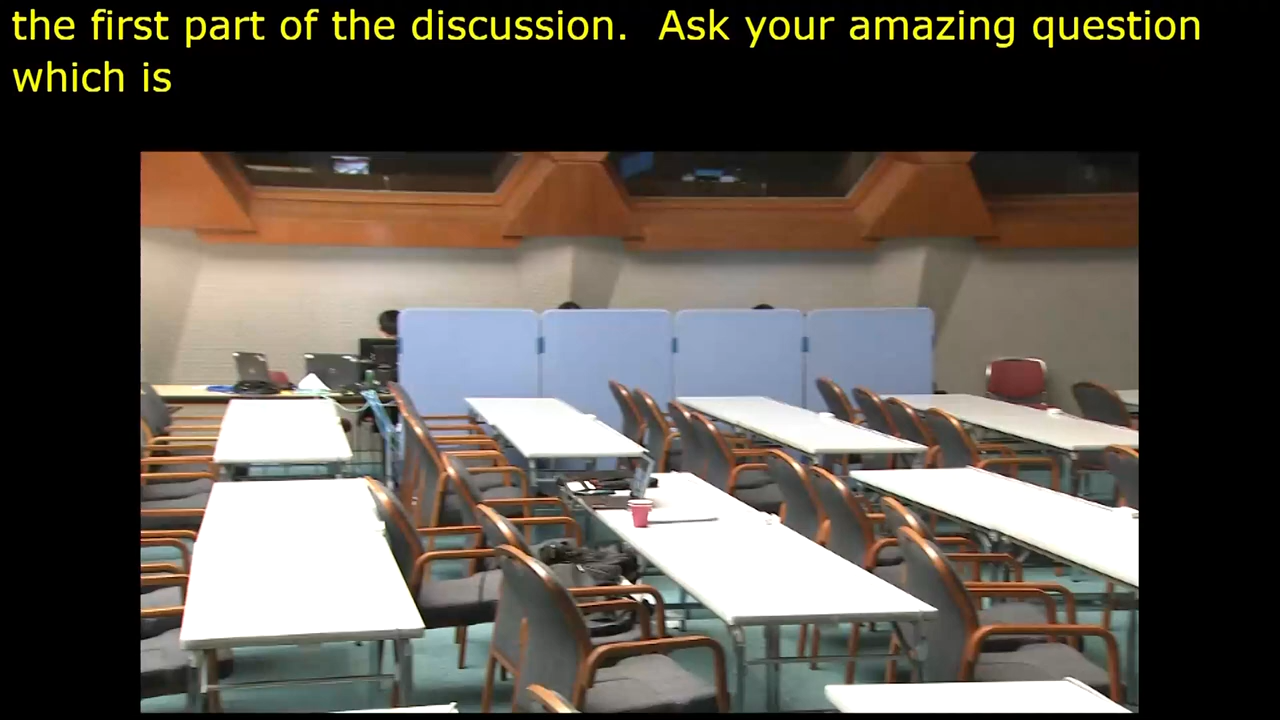 the first part of the discussion.  Ask your amazing question
which is